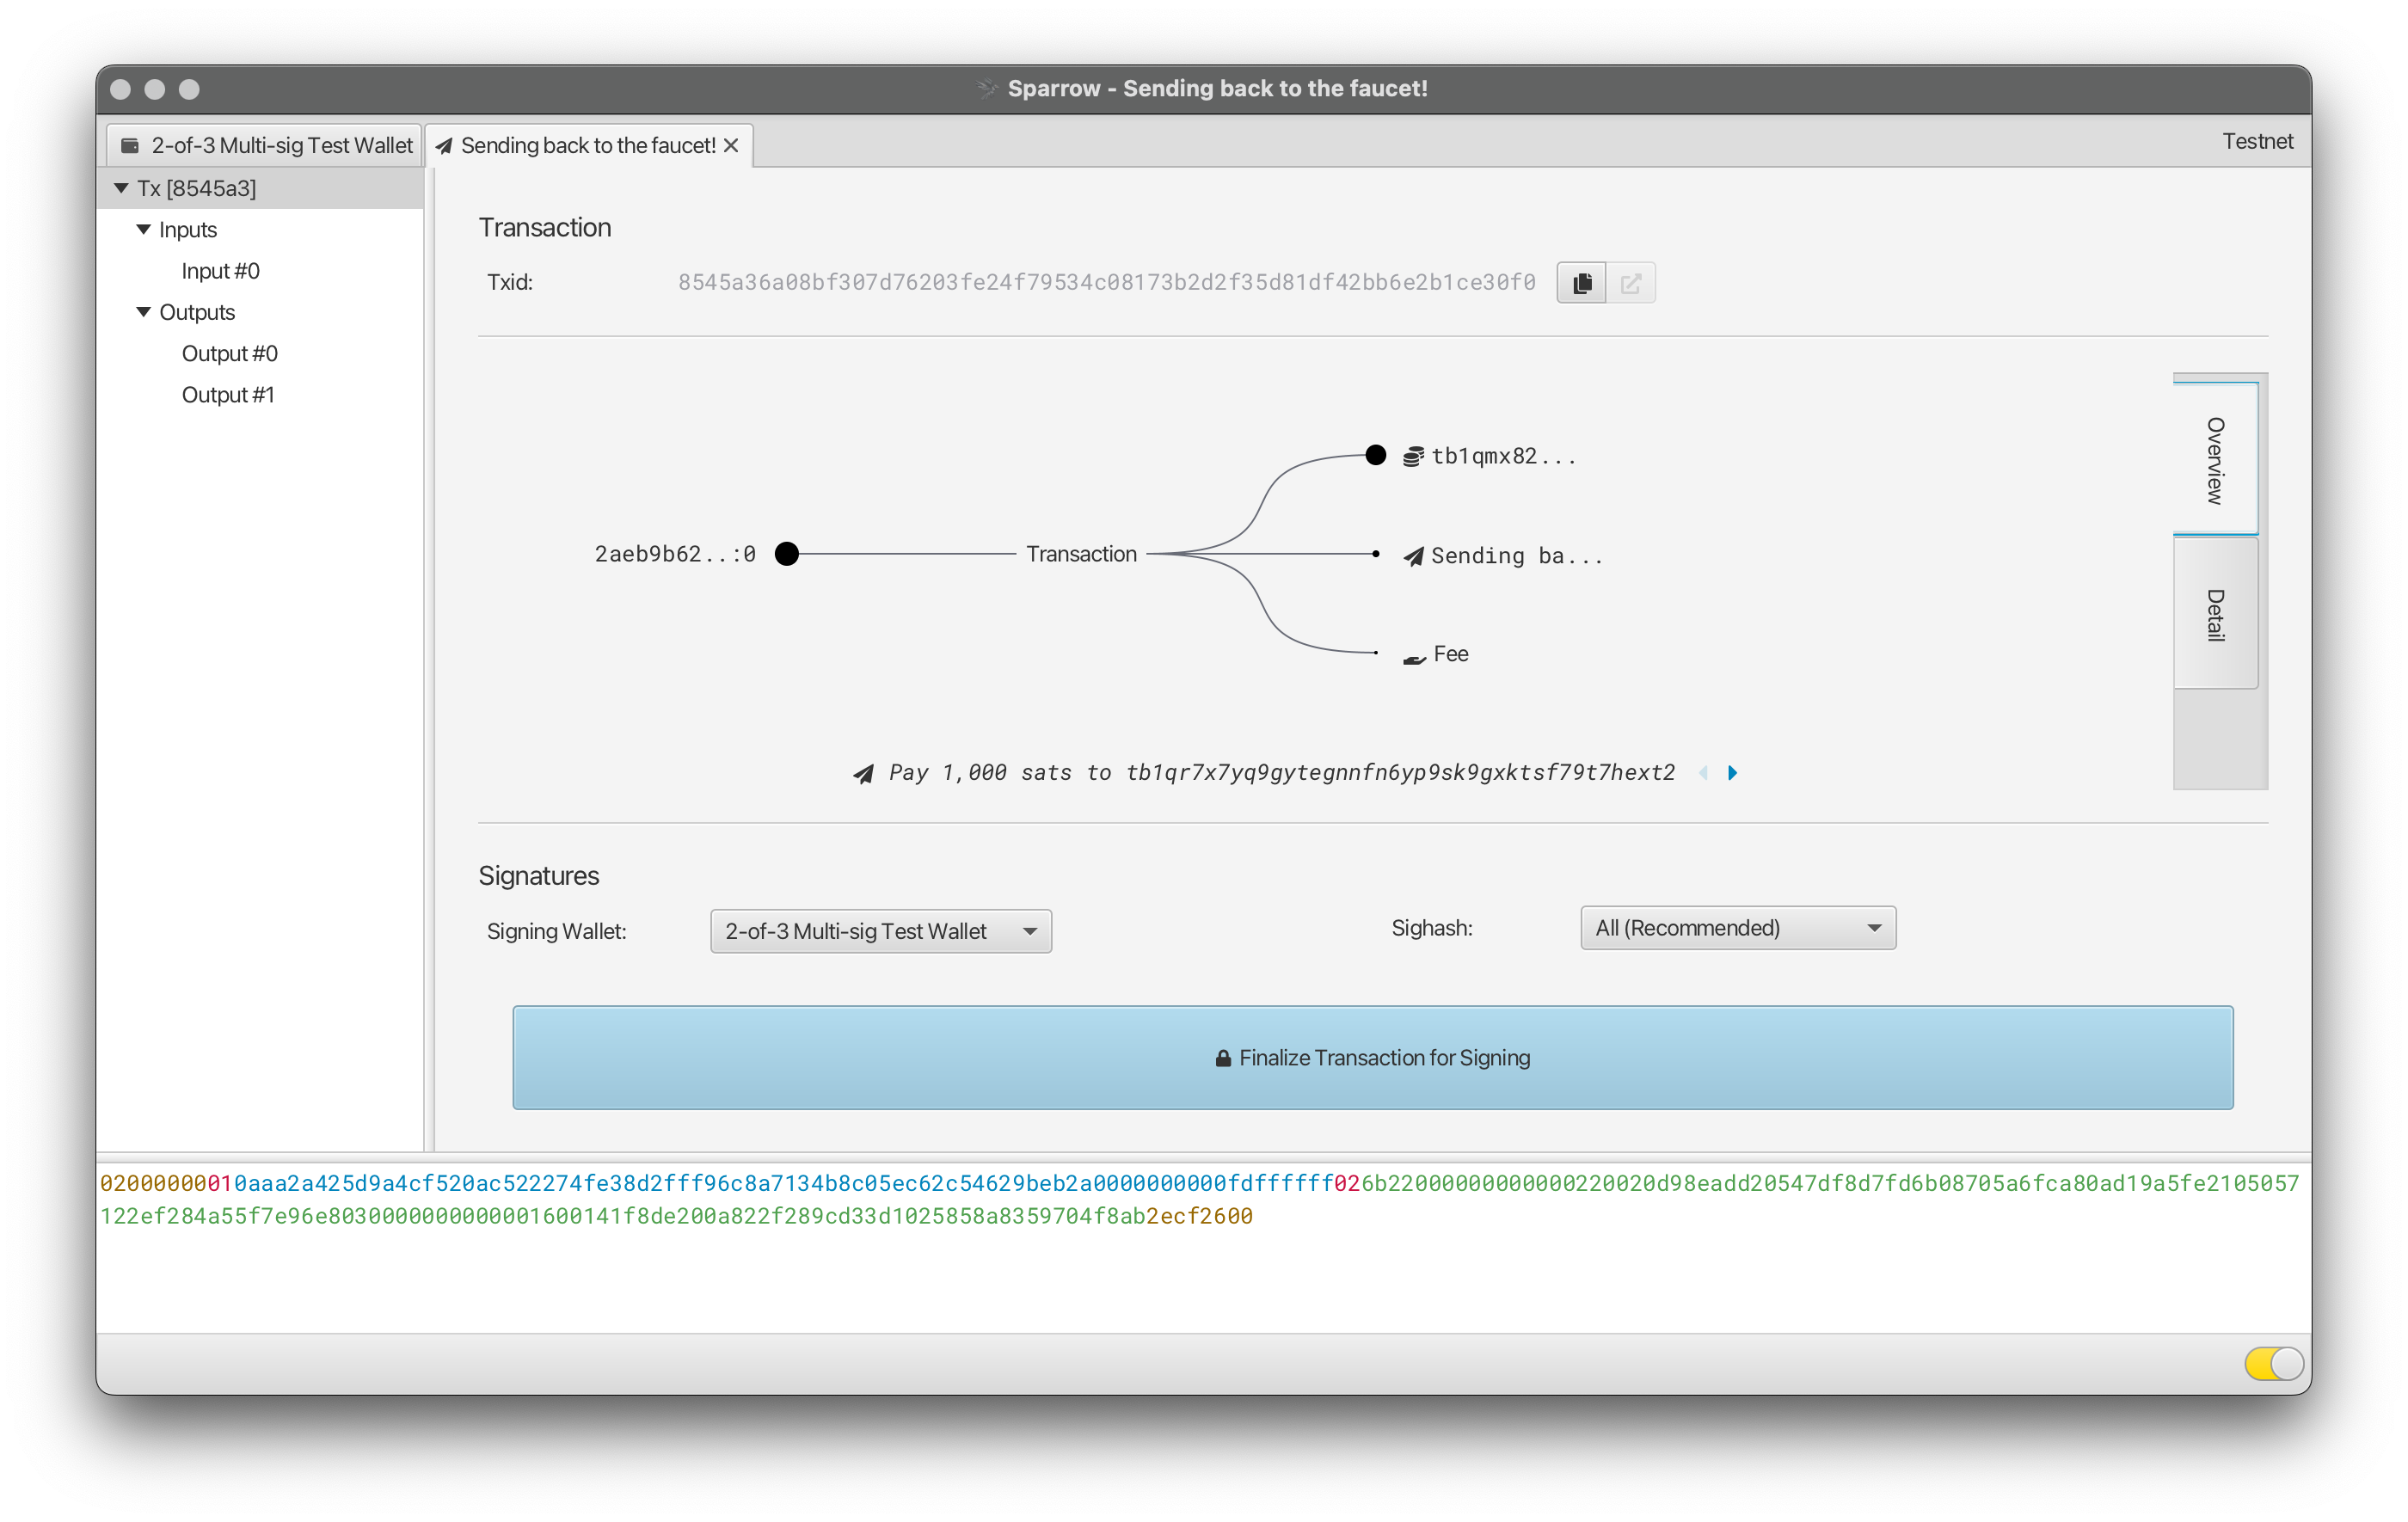 Sparrow - Sending back to the faucet!
2-of-3 Multi-sig Test Wallet
Sending back to the faucet!
Testnet
Tx [8545a3]
Inputs
Input #0
Outputs
Output #0
Output #1
Transaction
Txid: 8545a36a08bf307d76203fe24f79534c08173b2d2f35d81df42bb6e2b1ce30f0
tb1qmx82...
2aeb9b62..:0
Transaction
Sending ba...
Fee
Pay 1,000 sats to tb1qr7x7yq9gytegnnfn6yp9sk9gxktsf79t7hext2
Overview
Detail
Signatures
Signing Wallet: 2-of-3 Multi-sig Test Wallet
Sighash: All (Recommended)
Finalize Transaction for Signing
02000000010aaa2a425d9a4cf520ac522274fe38d2fff96c8a7134b8c05ec62c54629beb2a0000000000fdffffff026b22000000000000220020d98eadd20547df8d7fd6b08705a6fca80ad19a5fe2105057
122ef284a55f7e96e8030000000000001600141f8de200a822f289cd33d1025858a8359704f8ab2ecf2600